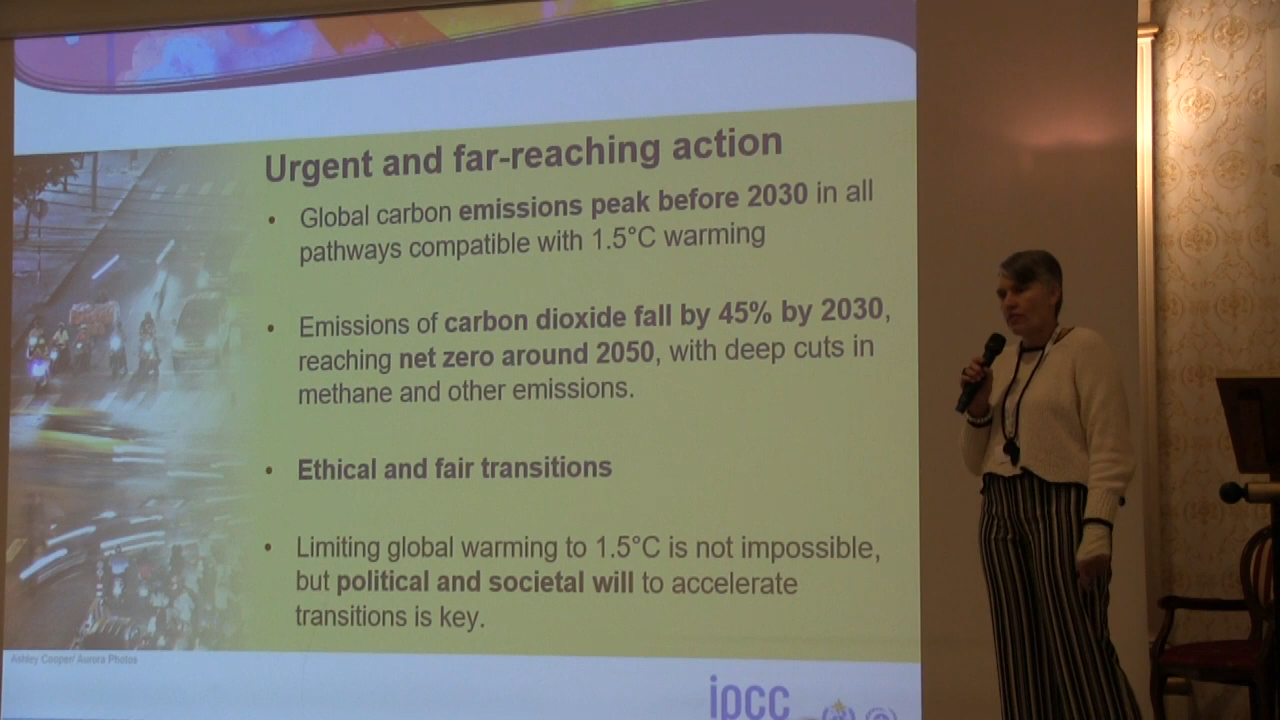 Urgent and far-reaching action
• Global carbon emissions peak before 2030 in all
pathways compatible with 1.5°C warming
• Emissions of carbon dioxide fall by 45% by 2030,
reaching net zero around 2050, with deep cuts in
methane and other emissions.
• Ethical and fair transitions
• Limiting global warming to 1.5°C is not impossible,
but political and societal will to accelerate
transitions is key.
Ashley Cooper/ Aurora Photos
ipcc